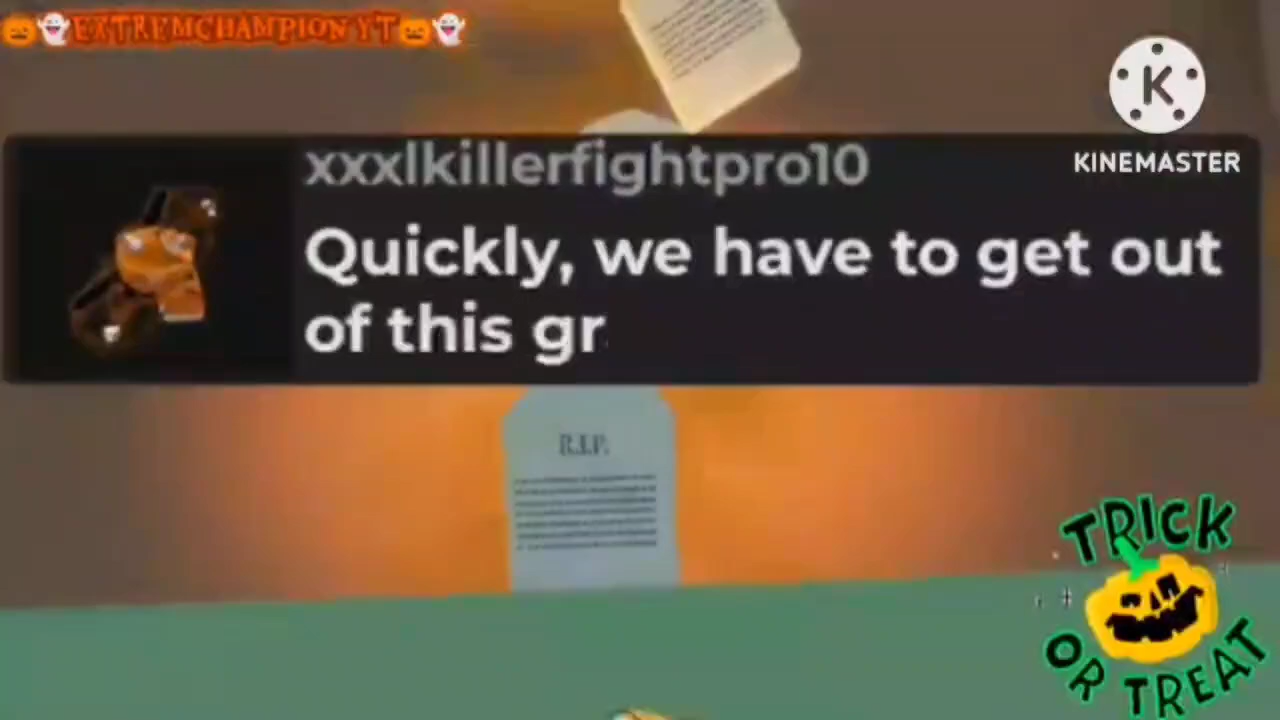 🎃👻EXTREMCHAMPION YT🎃👻
K
KINEMASTER
xxxlkillerfightpro10
Quickly, we have to get out
of this gr
R.I.P.
TRICK
OR TREAT